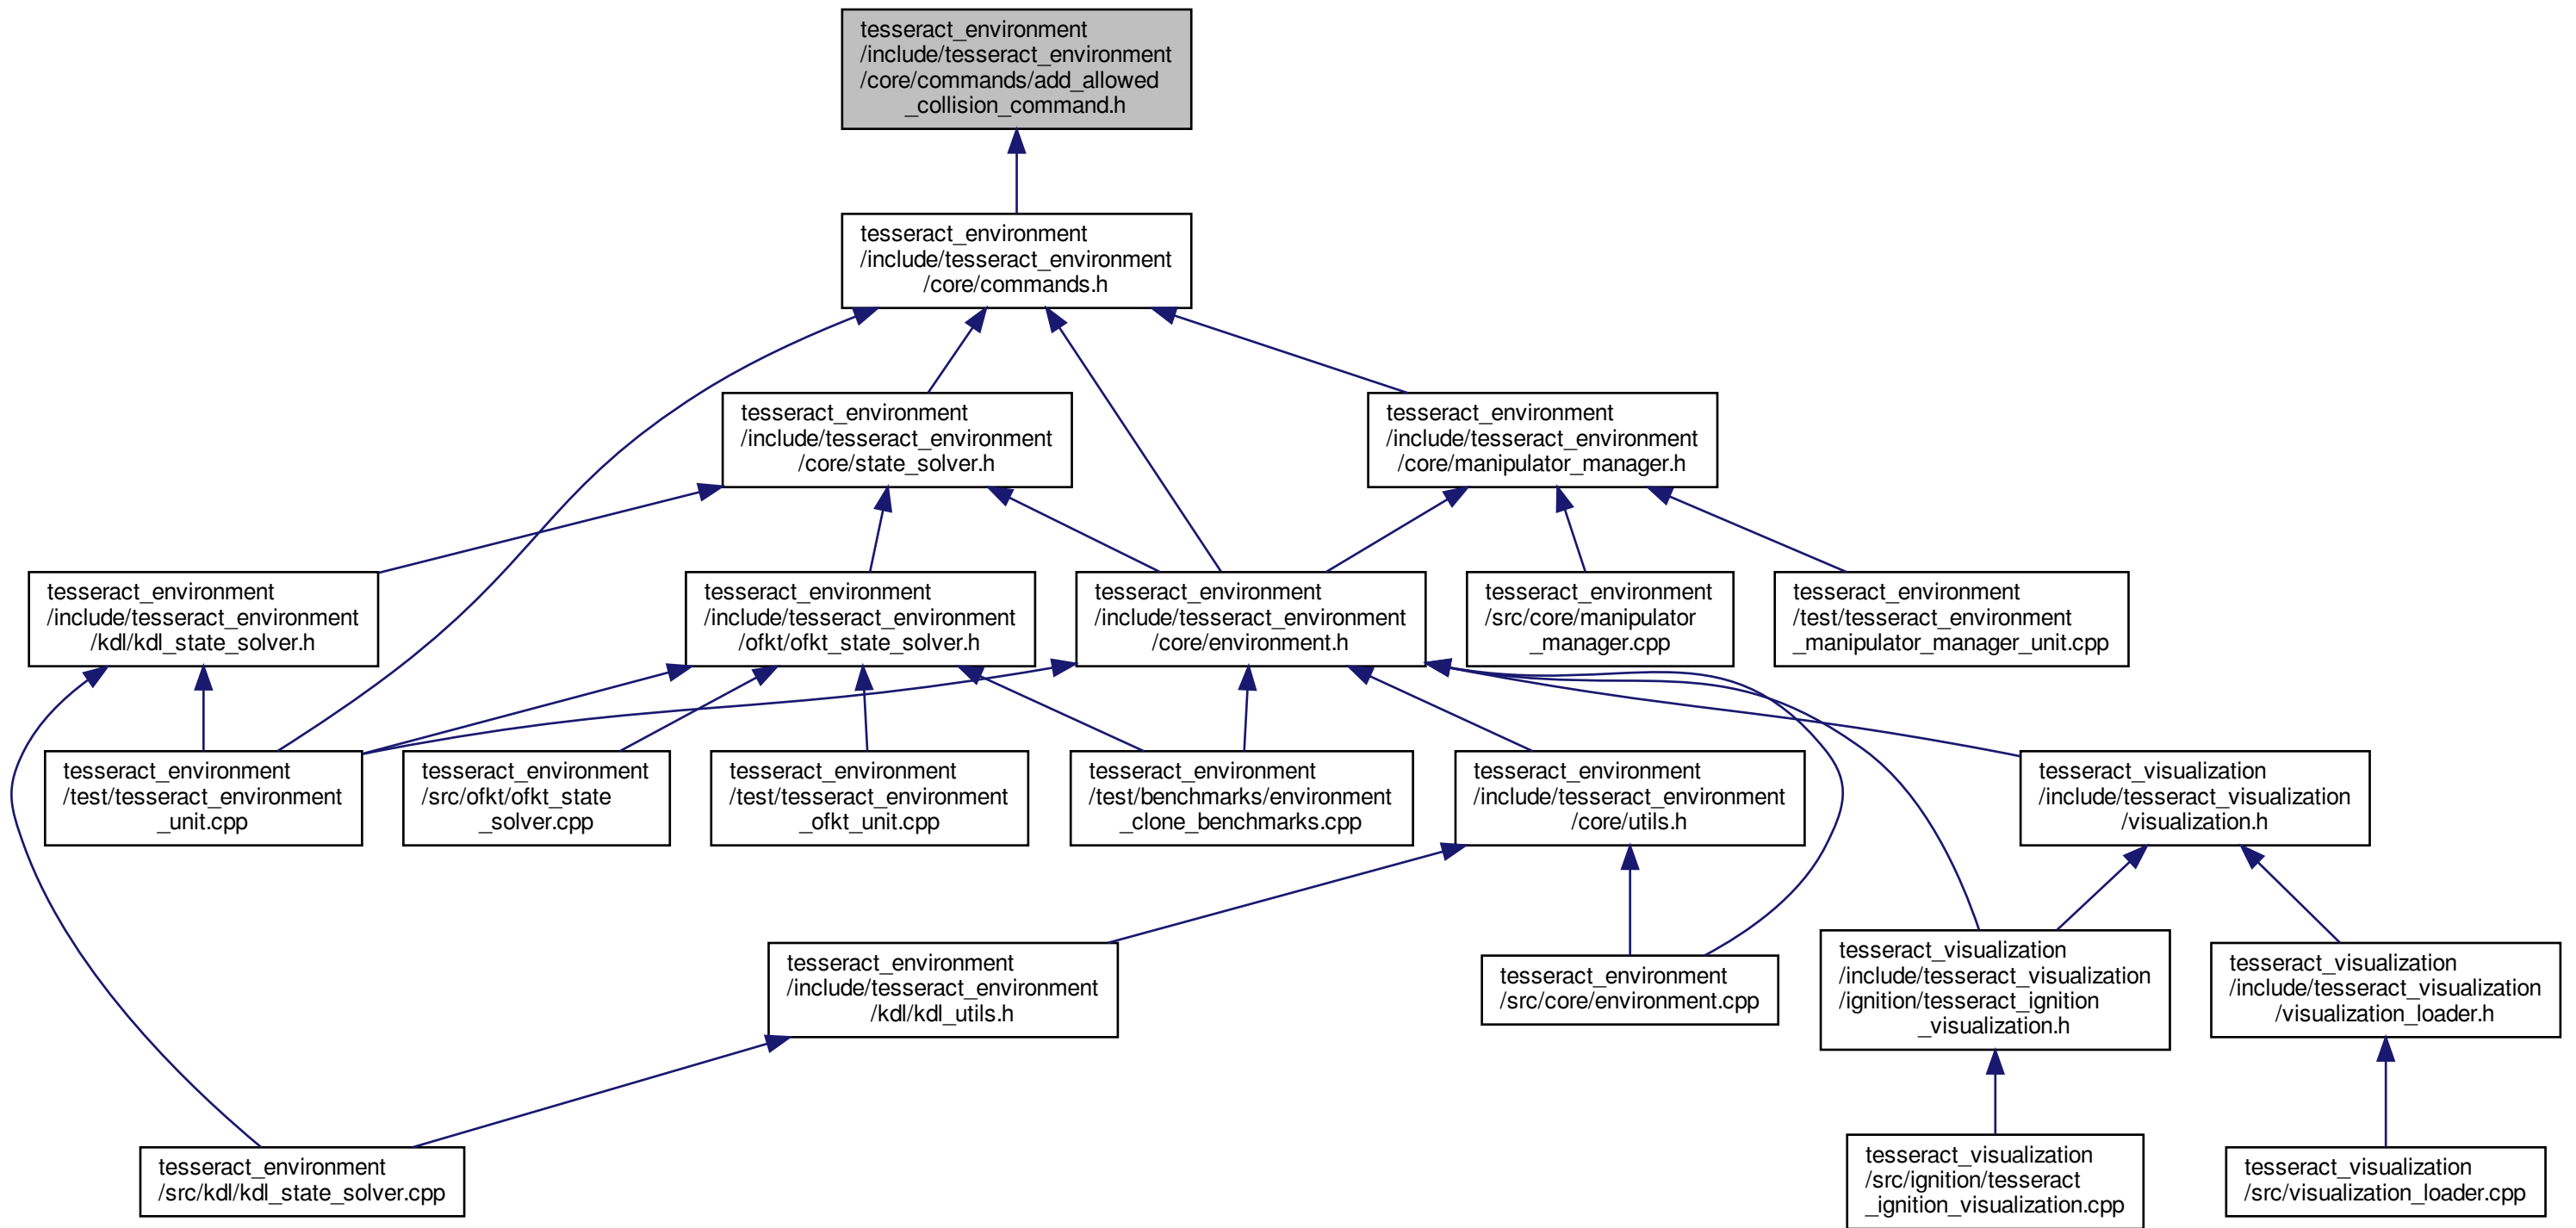 tesseract_environment
/include/tesseract_environment
/core/commands/add_allowed
_collision_command.h
tesseract_environment
/include/tesseract_environment
/core/commands.h
tesseract_environment
/include/tesseract_environment
/core/state_solver.h
tesseract_environment
/include/tesseract_environment
/core/manipulator_manager.h
tesseract_environment
/include/tesseract_environment
/kdl/kdl_state_solver.h
tesseract_environment
/include/tesseract_environment
/ofkt/ofkt_state_solver.h
tesseract_environment
/include/tesseract_environment
/core/environment.h
tesseract_environment
/src/core/manipulator
_manager.cpp
tesseract_environment
/test/tesseract_environment
_manipulator_manager_unit.cpp
tesseract_environment
/test/tesseract_environment
_unit.cpp
tesseract_environment
/src/ofkt/ofkt_state
_solver.cpp
tesseract_environment
/test/tesseract_environment
_ofkt_unit.cpp
tesseract_environment
/test/benchmarks/environment
_clone_benchmarks.cpp
tesseract_environment
/include/tesseract_environment
/core/utils.h
tesseract_visualization
/include/tesseract_visualization
/visualization.h
tesseract_environment
/include/tesseract_environment
/kdl/kdl_utils.h
tesseract_environment
/src/core/environment.cpp
tesseract_visualization
/include/tesseract_visualization
/ignition/tesseract_ignition
_visualization.h
tesseract_visualization
/include/tesseract_visualization
/visualization_loader.h
tesseract_environment
/src/kdl/kdl_state_solver.cpp
tesseract_visualization
/src/ignition/tesseract
_ignition_visualization.cpp
tesseract_visualization
/src/visualization_loader.cpp